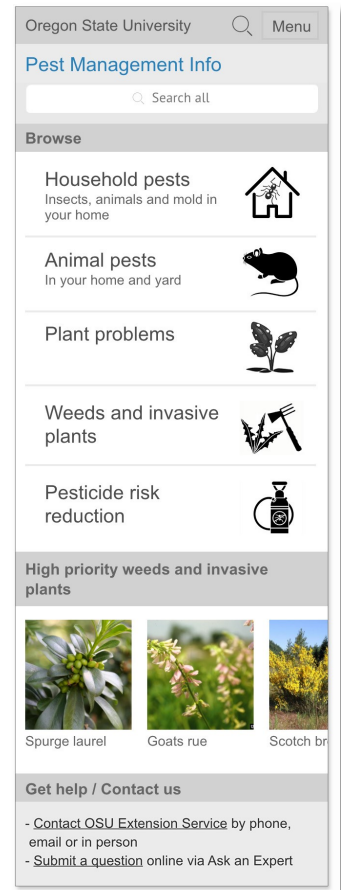 Oregon State University
Menu
Pest Management Info
Search all
Browse
Household pests
Insects, animals and mold in
your home
Animal pests
In your home and yard
Plant problems
Weeds and invasive
plants
Pesticide risk
reduction
High priority weeds and invasive
plants
Spurge laurel
Goats rue
Scotch br
Get help / Contact us
- Contact OSU Extension Service by phone,
email or in person
- Submit a question online via Ask an Expert